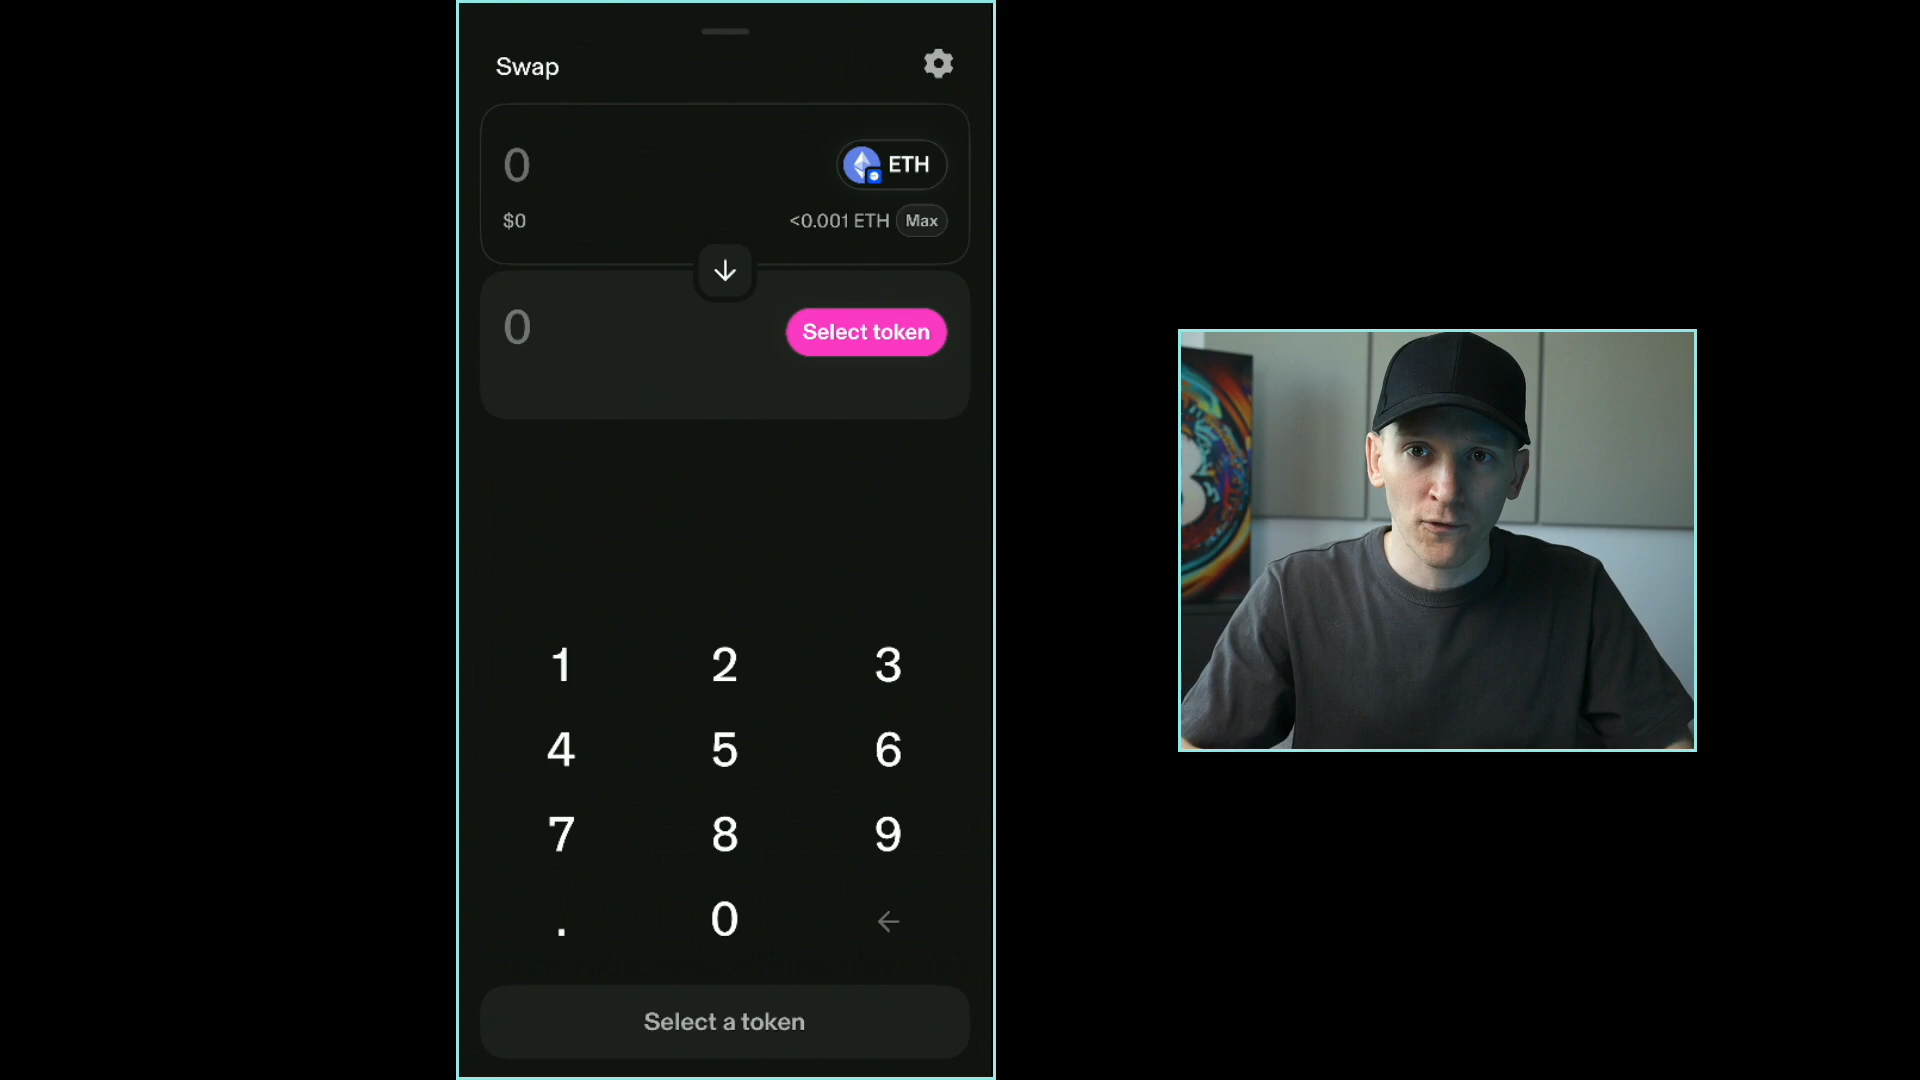 Swap
0
ETH
$0
<0.001 ETH Max
0
Select token
1 2 3
4 5 6
7 8 9
. 0
Select a token